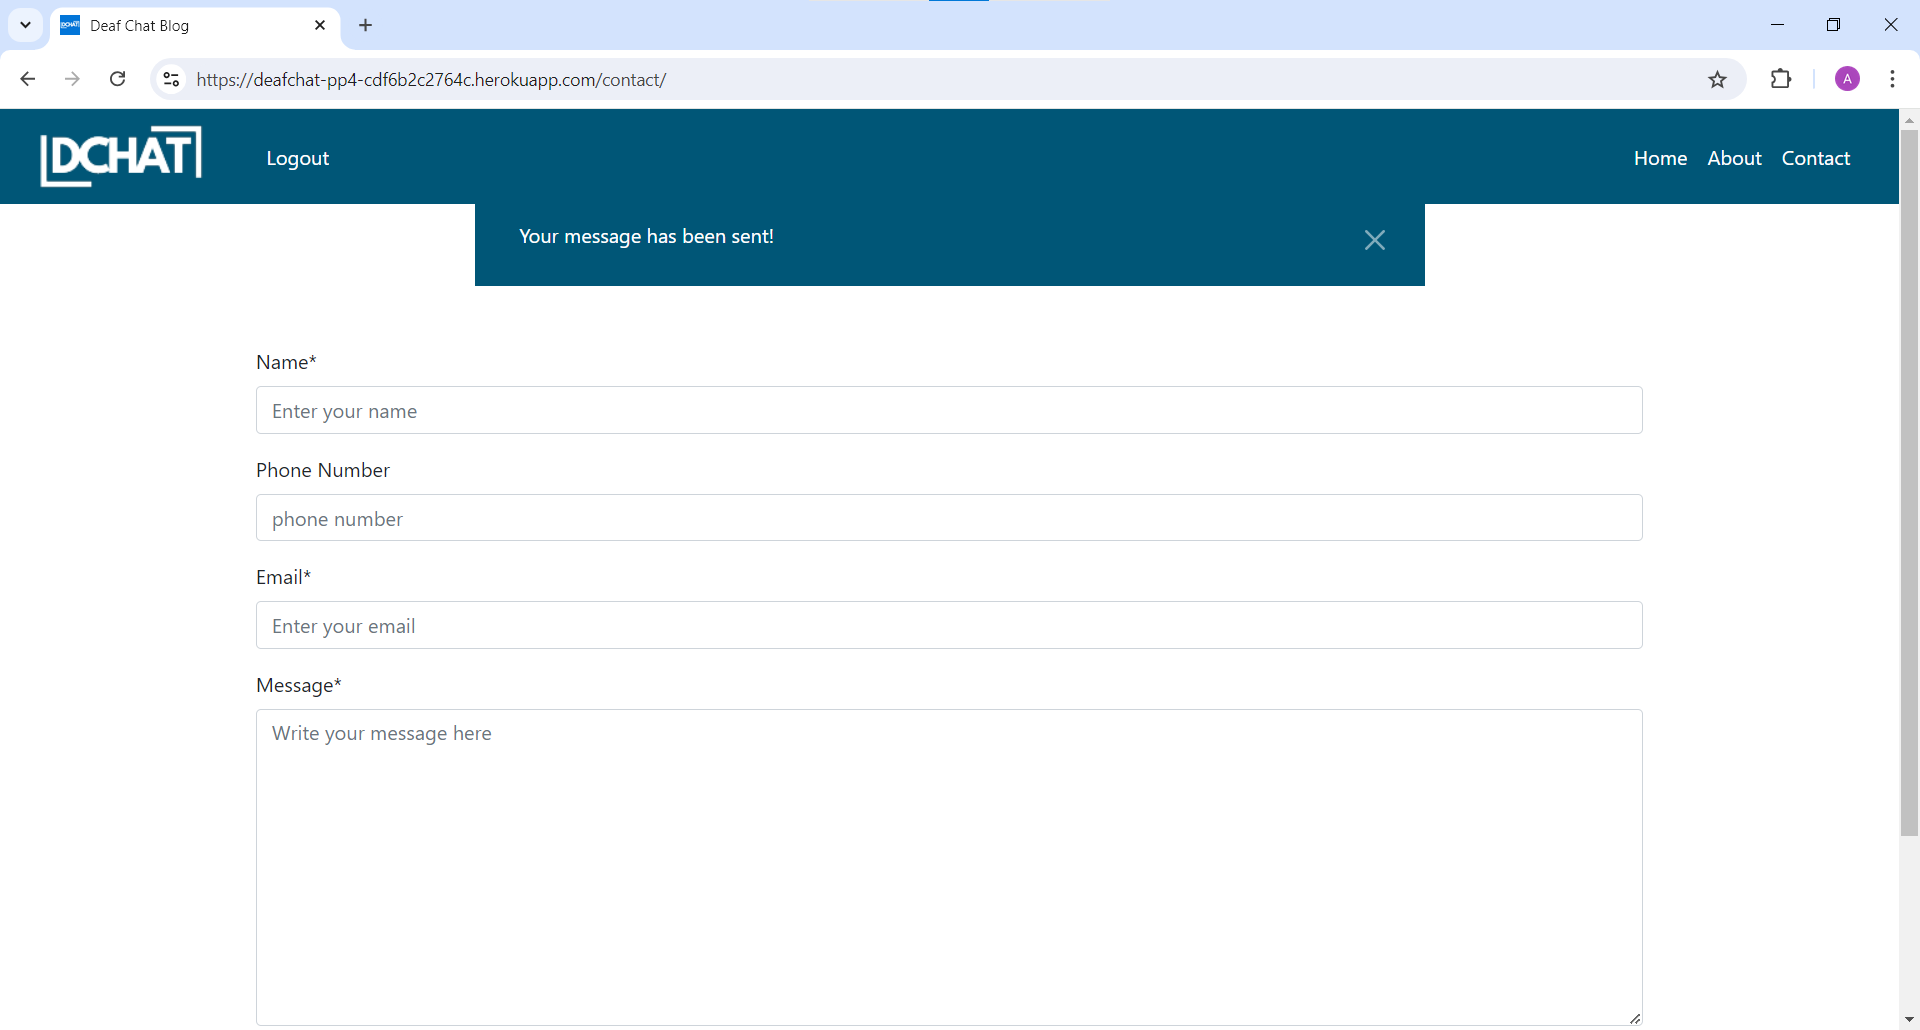 Deaf Chat Blog
https://deafchat-pp4-cdf6b2c2764c.herokuapp.com/contact/
A
DCHAT
Logout
Home
About
Contact
Your message has been sent!
Name*
Enter your name
Phone Number
phone number
Email*
Enter your email
Message*
Write your message here